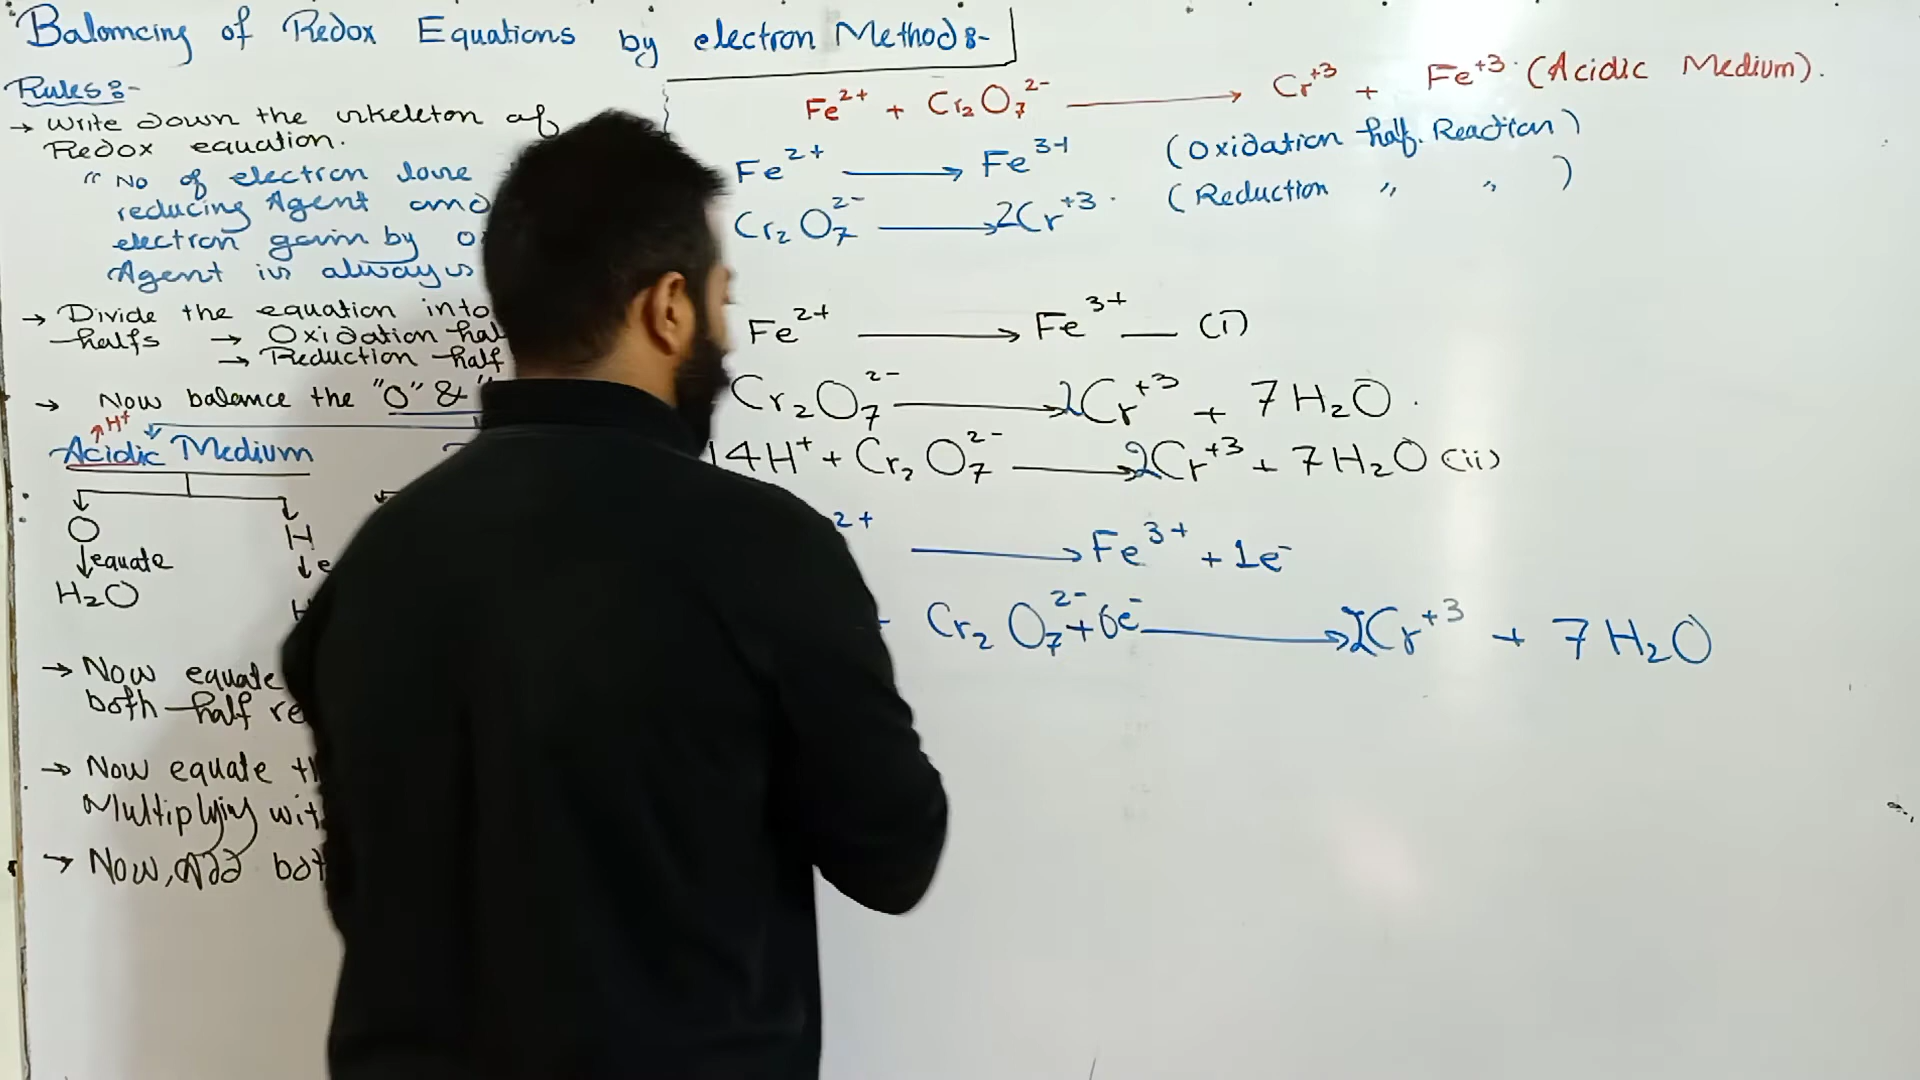 Balancing of Redox Equations by electron Method :-
Rules :-
→ Write down the skeleton of
Redox equation.
" No of electron lose
reducing Agent and
electron gain by
Agent is always
→ Divide the equation into
halfs → Oxidation
→ Reduction half
→ Now balance the "O" &
↗H⁺
Acidic Medium
O H
↓equate ↓
H₂O
→ Now equate
both half
→ Now equate
Multiplying
→ Now, Add
Fe²⁺ + Cr₂O₇²⁻ → Cr⁺³ + Fe⁺³ (Acidic Medium).
Fe²⁺ → Fe³⁺ (Oxidation half. Reaction)
Cr₂O₇²⁻ → 2Cr⁺³. (Reduction " " )
Fe²⁺ → Fe³⁺ — (i)
Cr₂O₇²⁻ → 2Cr⁺³ + 7H₂O.
14H⁺ + Cr₂O₇²⁻ → 2Cr⁺³ + 7H₂O (ii)
²⁺ → Fe³⁺ + 1e⁻
Cr₂O₇²⁻ + 6e⁻ → 2Cr⁺³ + 7H₂O